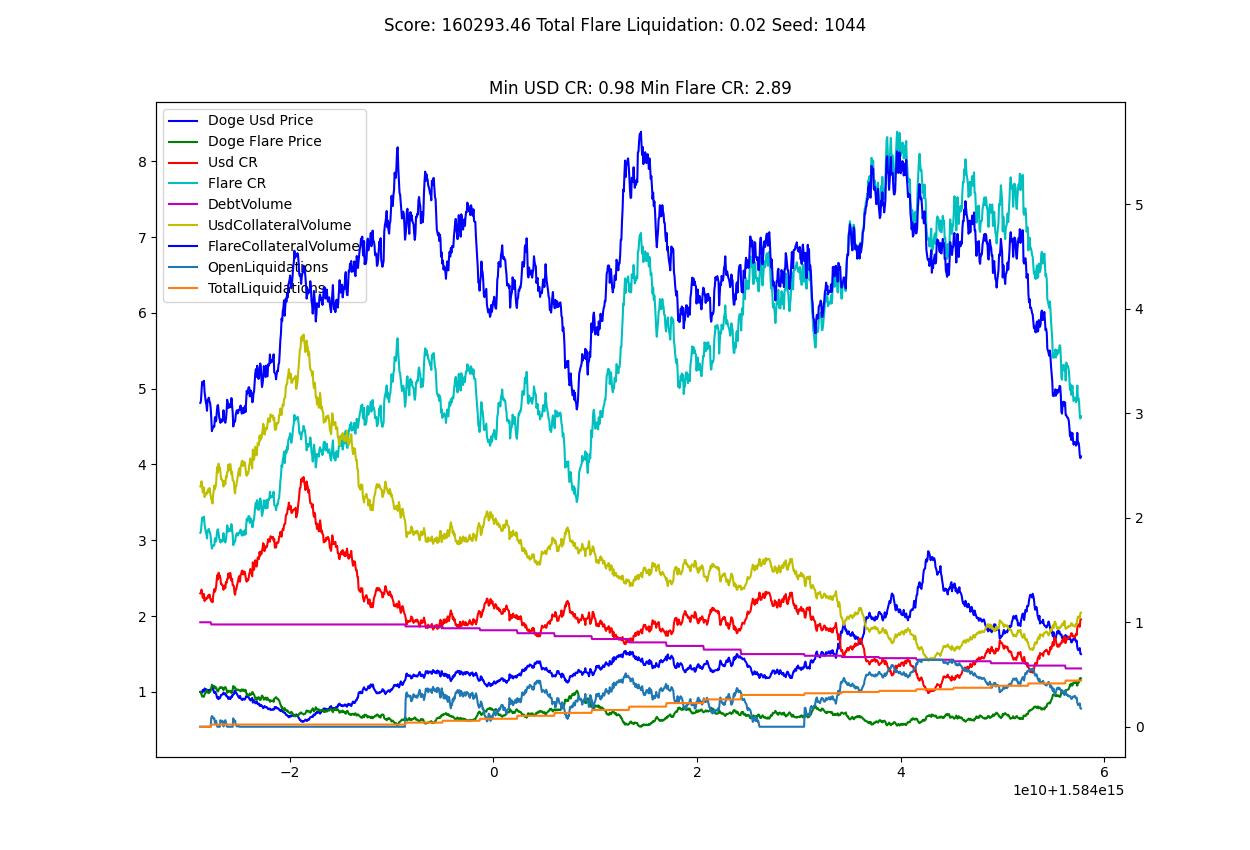 Score: 160293.46 Total Flare Liquidation: 0.02 Seed: 1044
Min USD CR: 0.98 Min Flare CR: 2.89
Doge Usd Price
Doge Flare Price
Usd CR
Flare CR
DebtVolume
UsdCollateralVolume
FlareCollateralVolume
OpenLiquidations
TotalLiquidations
8
7
6
5
4
3
2
1
5
4
3
2
1
0
−2
0
2
4
6
1e10+1.584e15